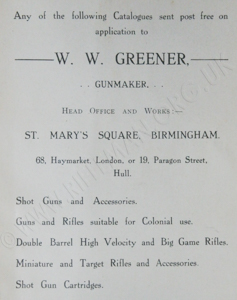 Any of the following Catalogues sent post free on
application to
W. W. GREENER,
. . GUNMAKER, . .
HEAD OFFICE AND WORKS :—
ST. MARY'S SQUARE, BIRMINGHAM.
68, Haymarket, London, or 19, Paragon Street,
Hull.
Shot Guns and Accessories.
Guns and Rifles suitable for Colonial use.
Double Barrel High Velocity and Big Game Rifles.
Miniature and Target Rifles and Accessories.
Shot Gun Cartridges.